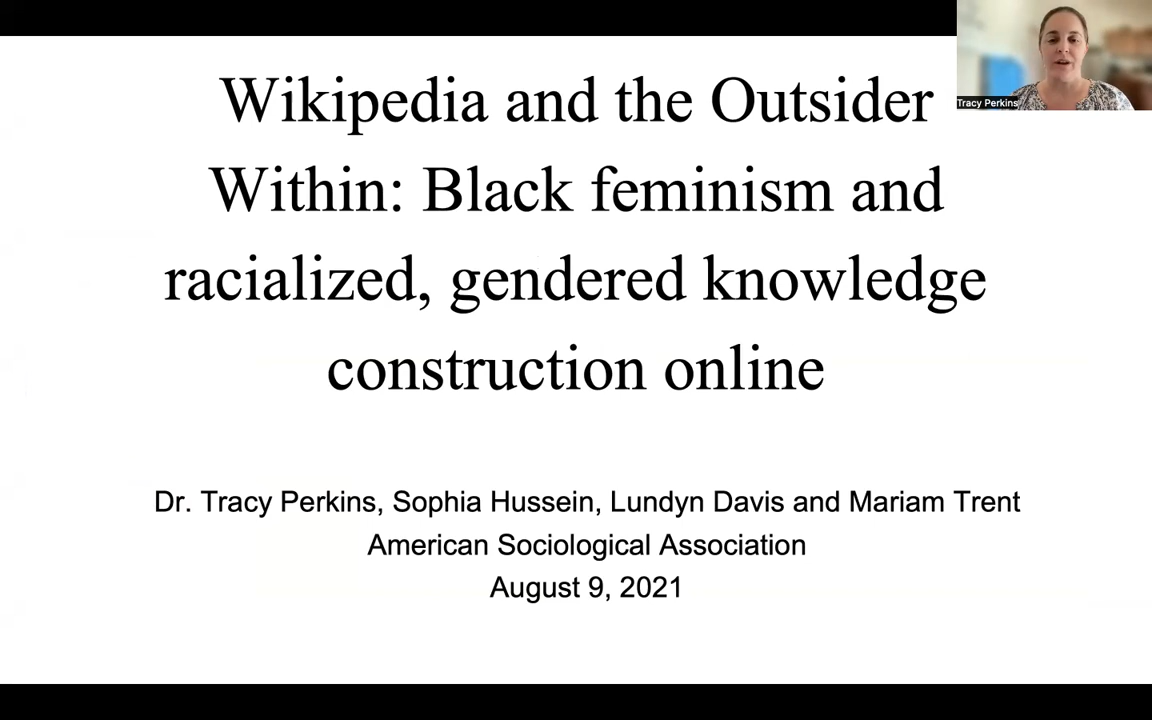 Wikipedia and the Outsider
Within: Black feminism and
racialized, gendered knowledge
construction online
Dr. Tracy Perkins, Sophia Hussein, Lundyn Davis and Mariam Trent
American Sociological Association
August 9, 2021
Tracy Perkins